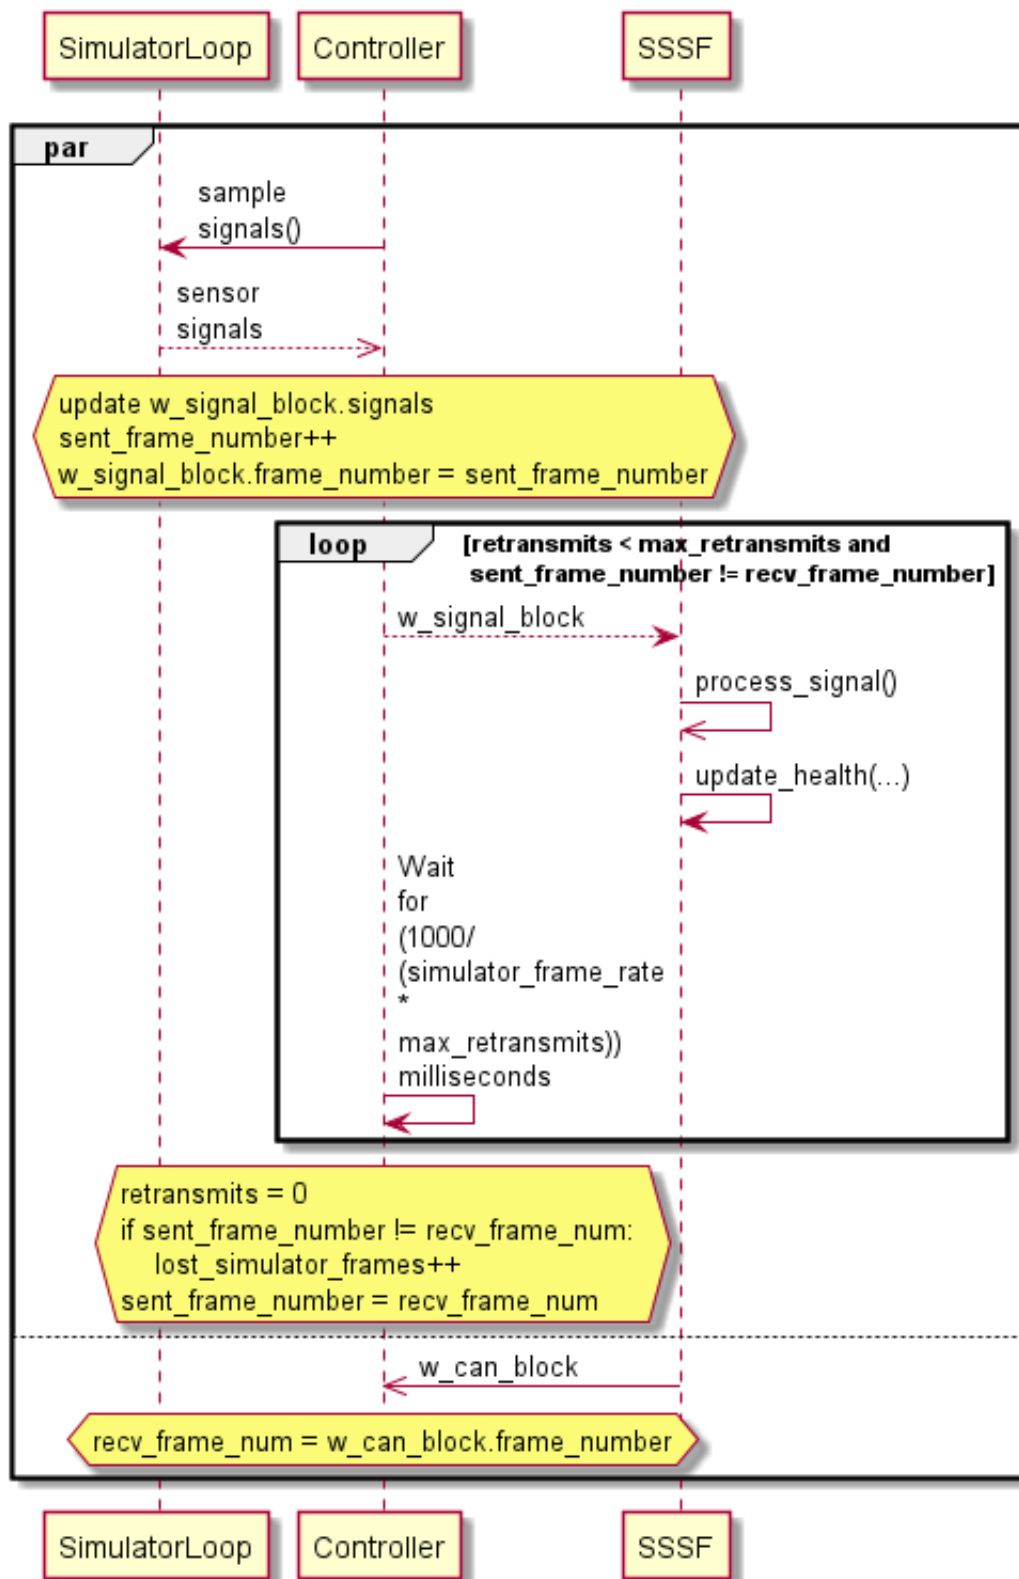 SimulatorLoop Controller SSSF
par
sample
signals()
sensor
signals
update w_signal_block.signals
sent_frame_number++
w_signal_block.frame_number = sent_frame_number
loop [retransmits < max_retransmits and
sent_frame_number != recv_frame_number]
w_signal_block
process_signal()
update_health(...)
Wait
for
(1000/
(simulator_frame_rate
*
max_retransmits))
milliseconds
retransmits = 0
if sent_frame_number != recv_frame_num:
lost_simulator_frames++
sent_frame_number = recv_frame_num
w_can_block
recv_frame_num = w_can_block.frame_number
SimulatorLoop Controller SSSF